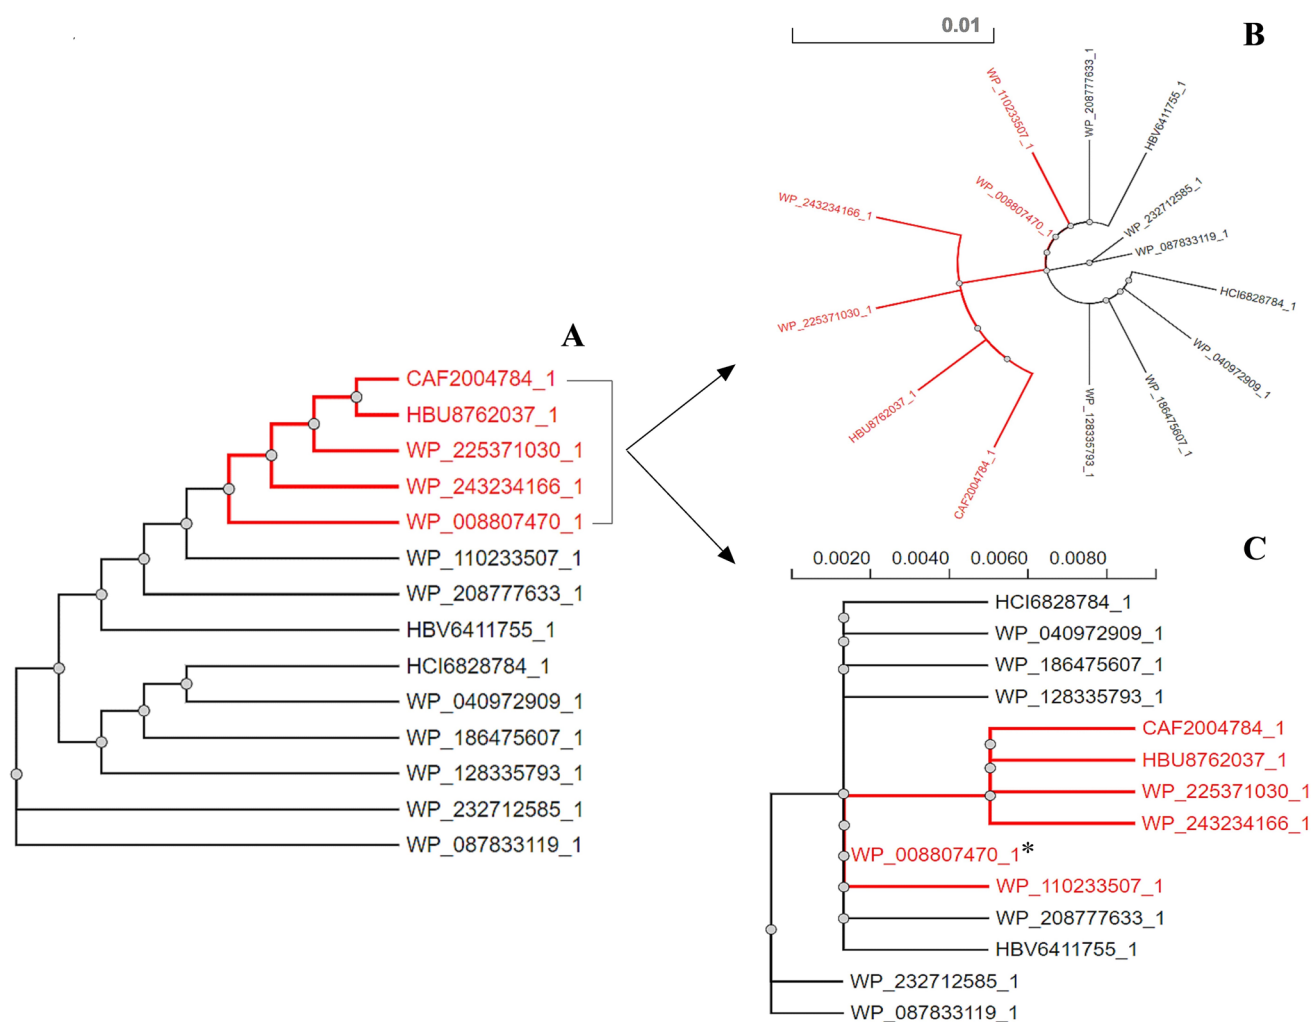 A
CAF2004784_1
HBU8762037_1
WP_225371030_1
WP_243234166_1
WP_008807470_1
WP_110233507_1
WP_208777633_1
HBV6411755_1
HCI6828784_1
WP_040972909_1
WP_186475607_1
WP_128335793_1
WP_232712585_1
WP_087833119_1
B
0.01
WP_110233507_1
WP_208777633_1
HBV6411755_1
WP_243234166_1
WP_008807470_1
WP_232712585_1
WP_087833119_1
HCI6828784_1
WP_225371030_1
WP_040972909_1
HBU8762037_1
WP_186475607_1
WP_128335793_1
CAF2004784_1
C
0.0020 0.0040 0.0060 0.0080
HCI6828784_1
WP_040972909_1
WP_186475607_1
WP_128335793_1
CAF2004784_1
HBU8762037_1
WP_225371030_1
WP_243234166_1
WP_008807470_1*
WP_110233507_1
WP_208777633_1
HBV6411755_1
WP_232712585_1
WP_087833119_1